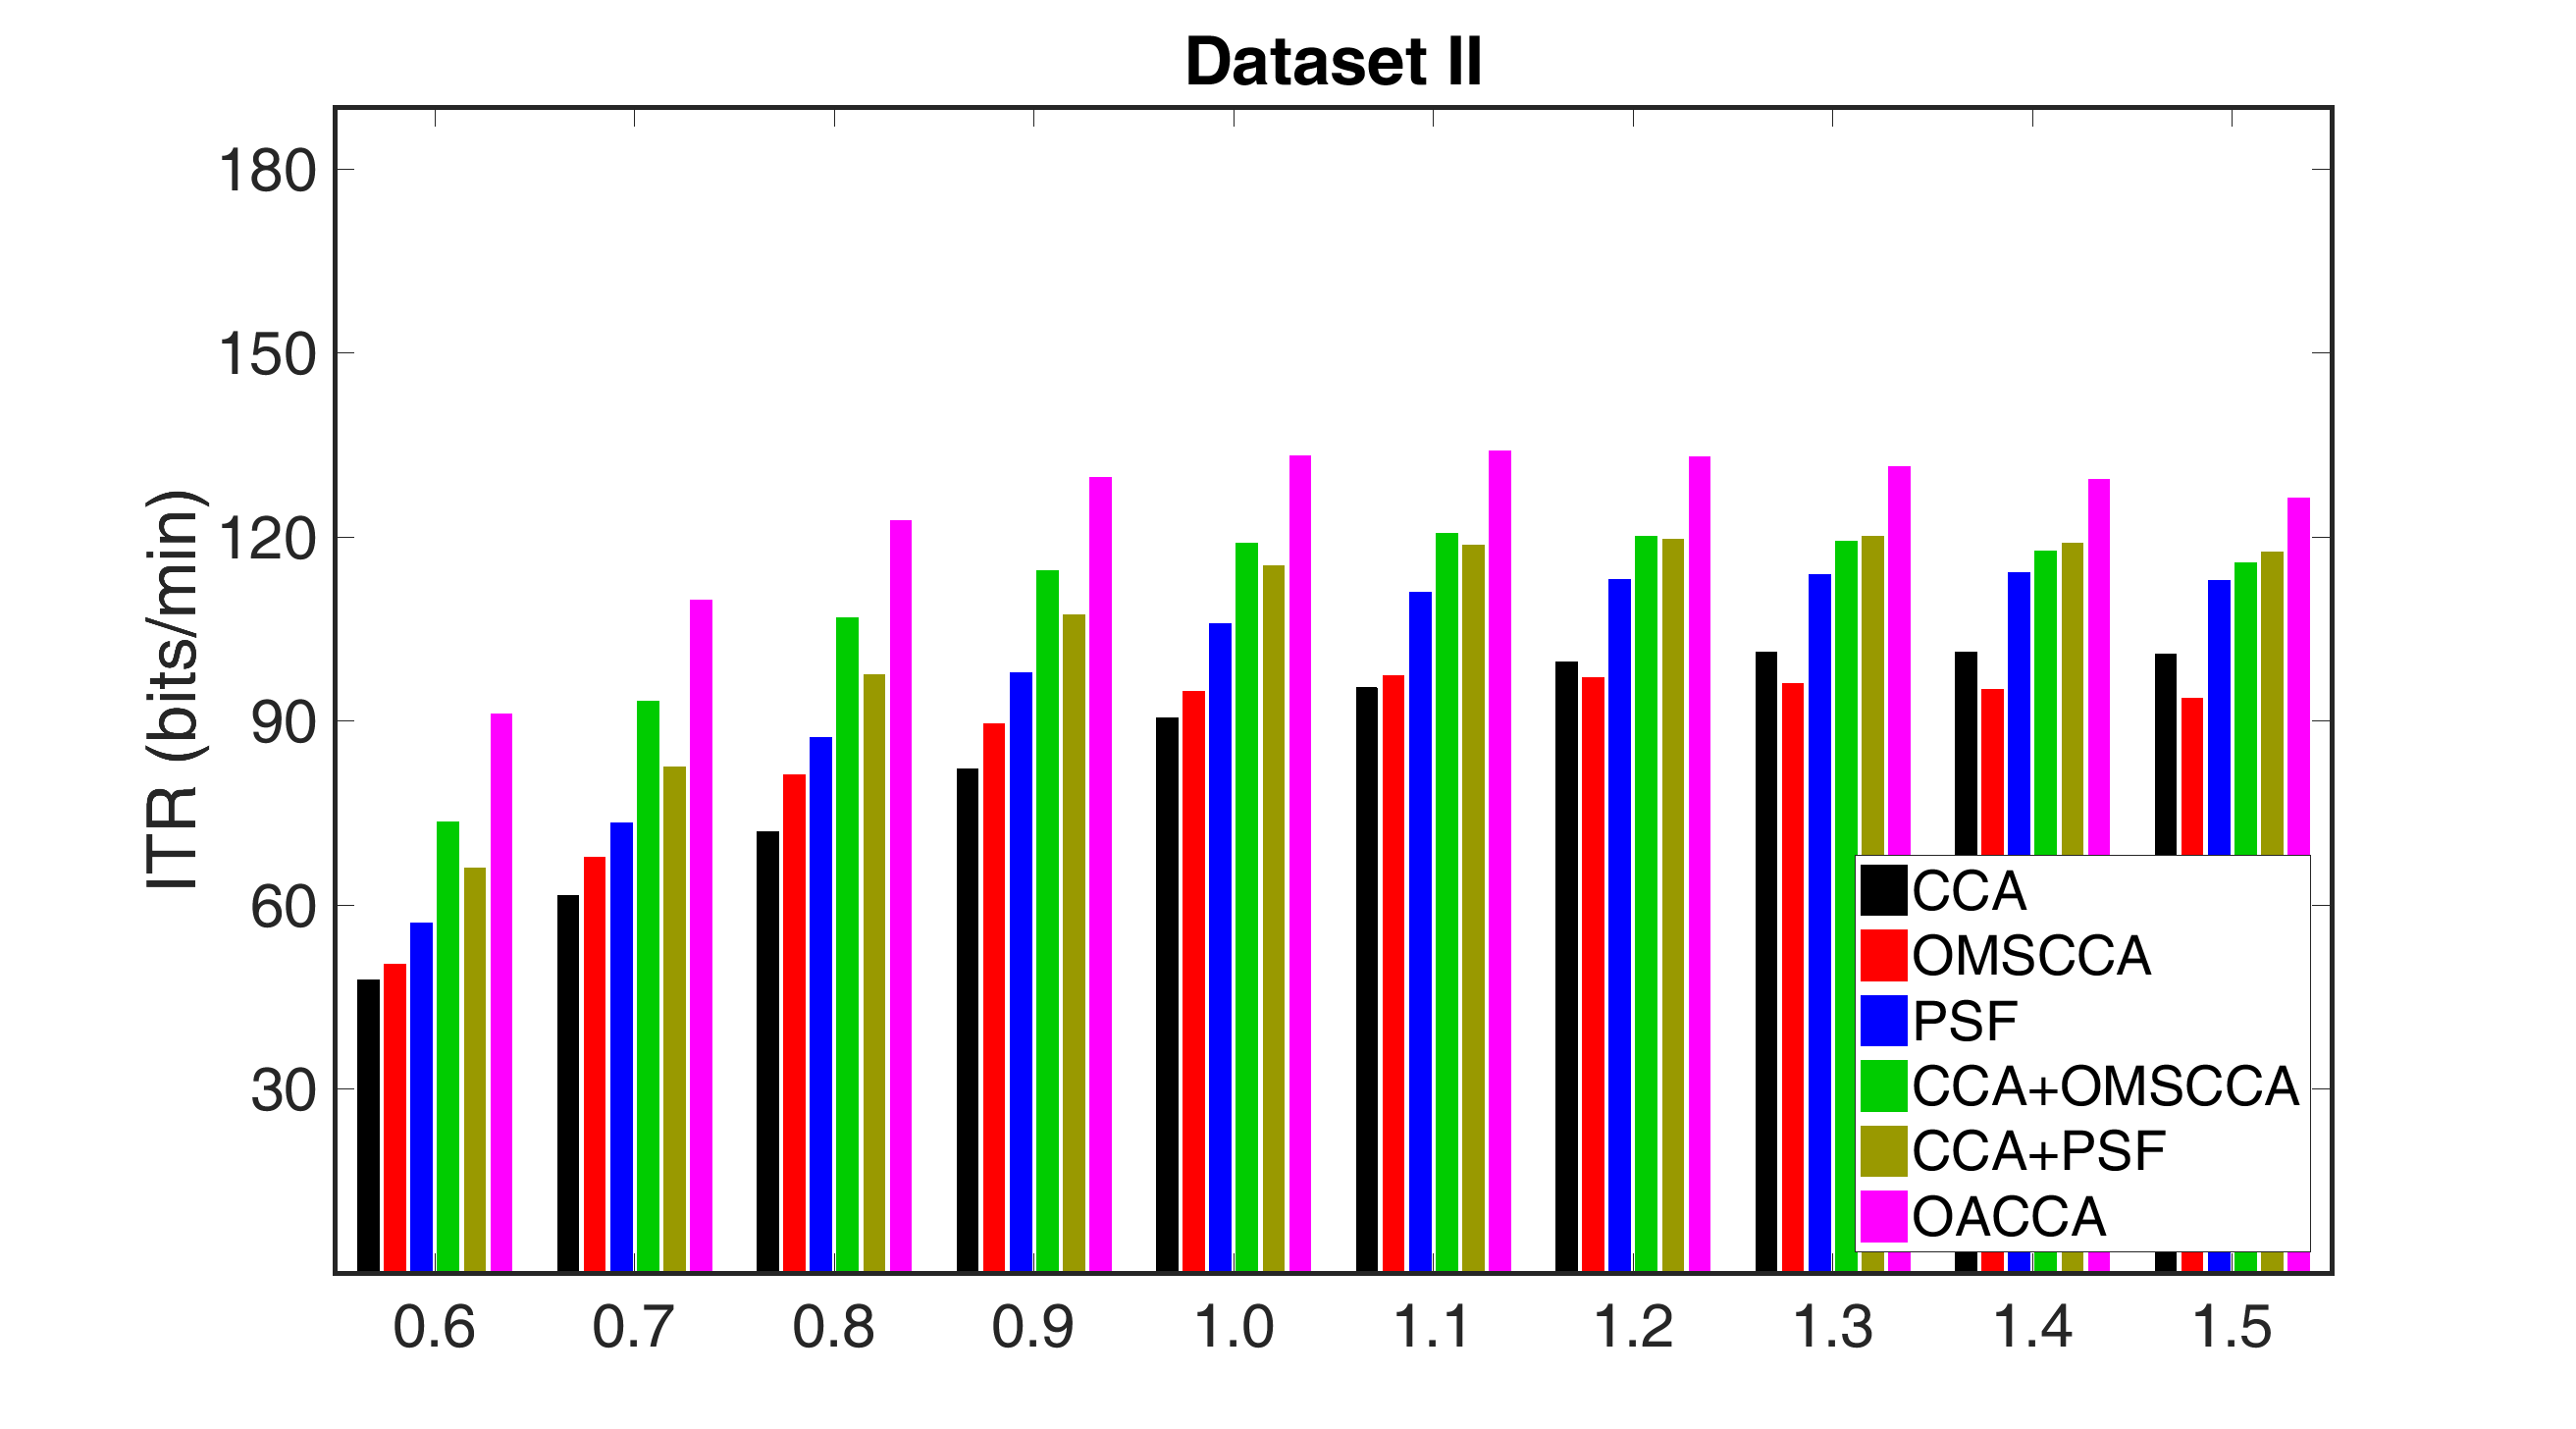 Dataset II
ITR (bits/min)
180
150
120
90
60
30
0.6 0.7 0.8 0.9 1.0 1.1 1.2 1.3 1.4 1.5
CCA
OMSCCA
PSF
CCA+OMSCCA
CCA+PSF
OACCA